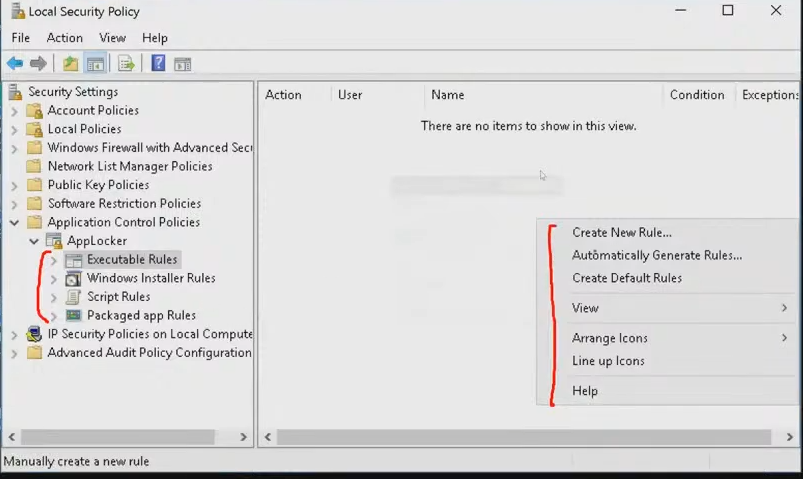 Local Security Policy
File Action View Help
Security Settings
Account Policies
Local Policies
Windows Firewall with Advanced Secu
Network List Manager Policies
Public Key Policies
Software Restriction Policies
Application Control Policies
AppLocker
Executable Rules
Windows Installer Rules
Script Rules
Packaged app Rules
IP Security Policies on Local Compute
Advanced Audit Policy Configuration
Action User Name Condition Exceptions
There are no items to show in this view.
Create New Rule...
Automatically Generate Rules...
Create Default Rules
View
Arrange Icons
Line up Icons
Help
Manually create a new rule